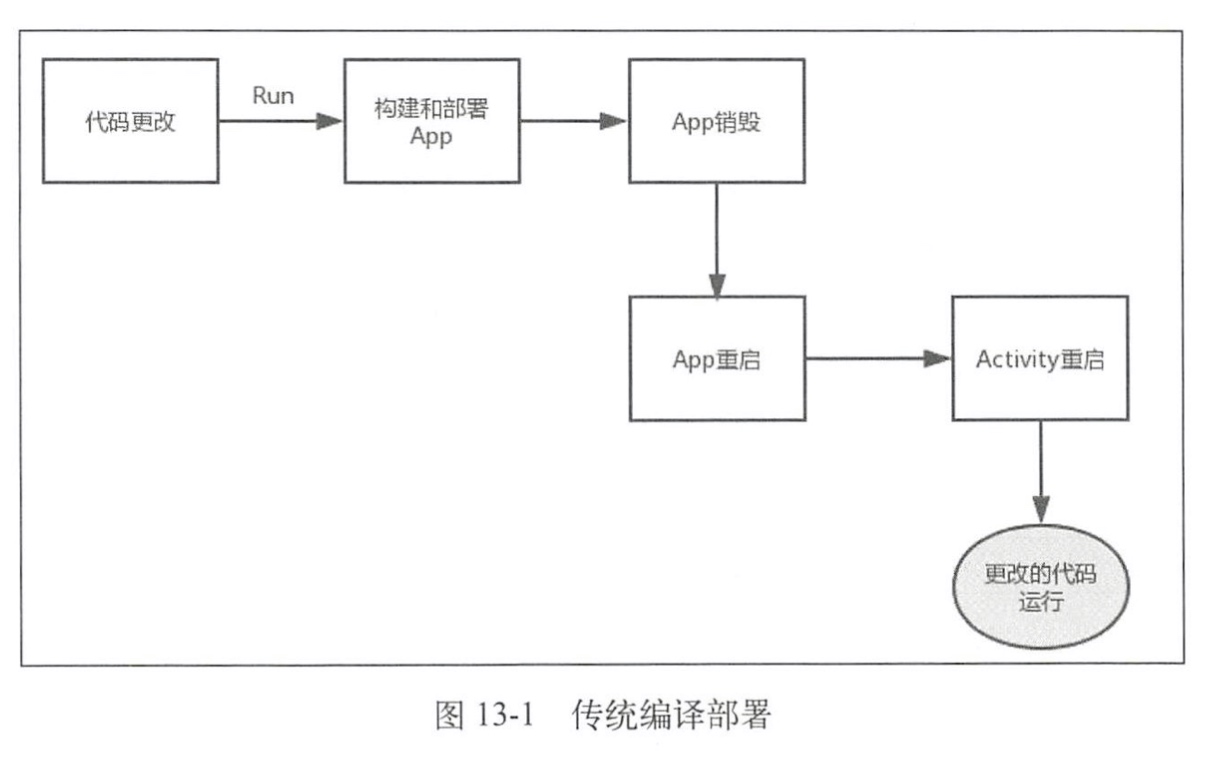 代码更改
Run
构建和部署
App
App销毁
App重启
Activity重启
更改的代码
运行
图 13-1 传统编译部署